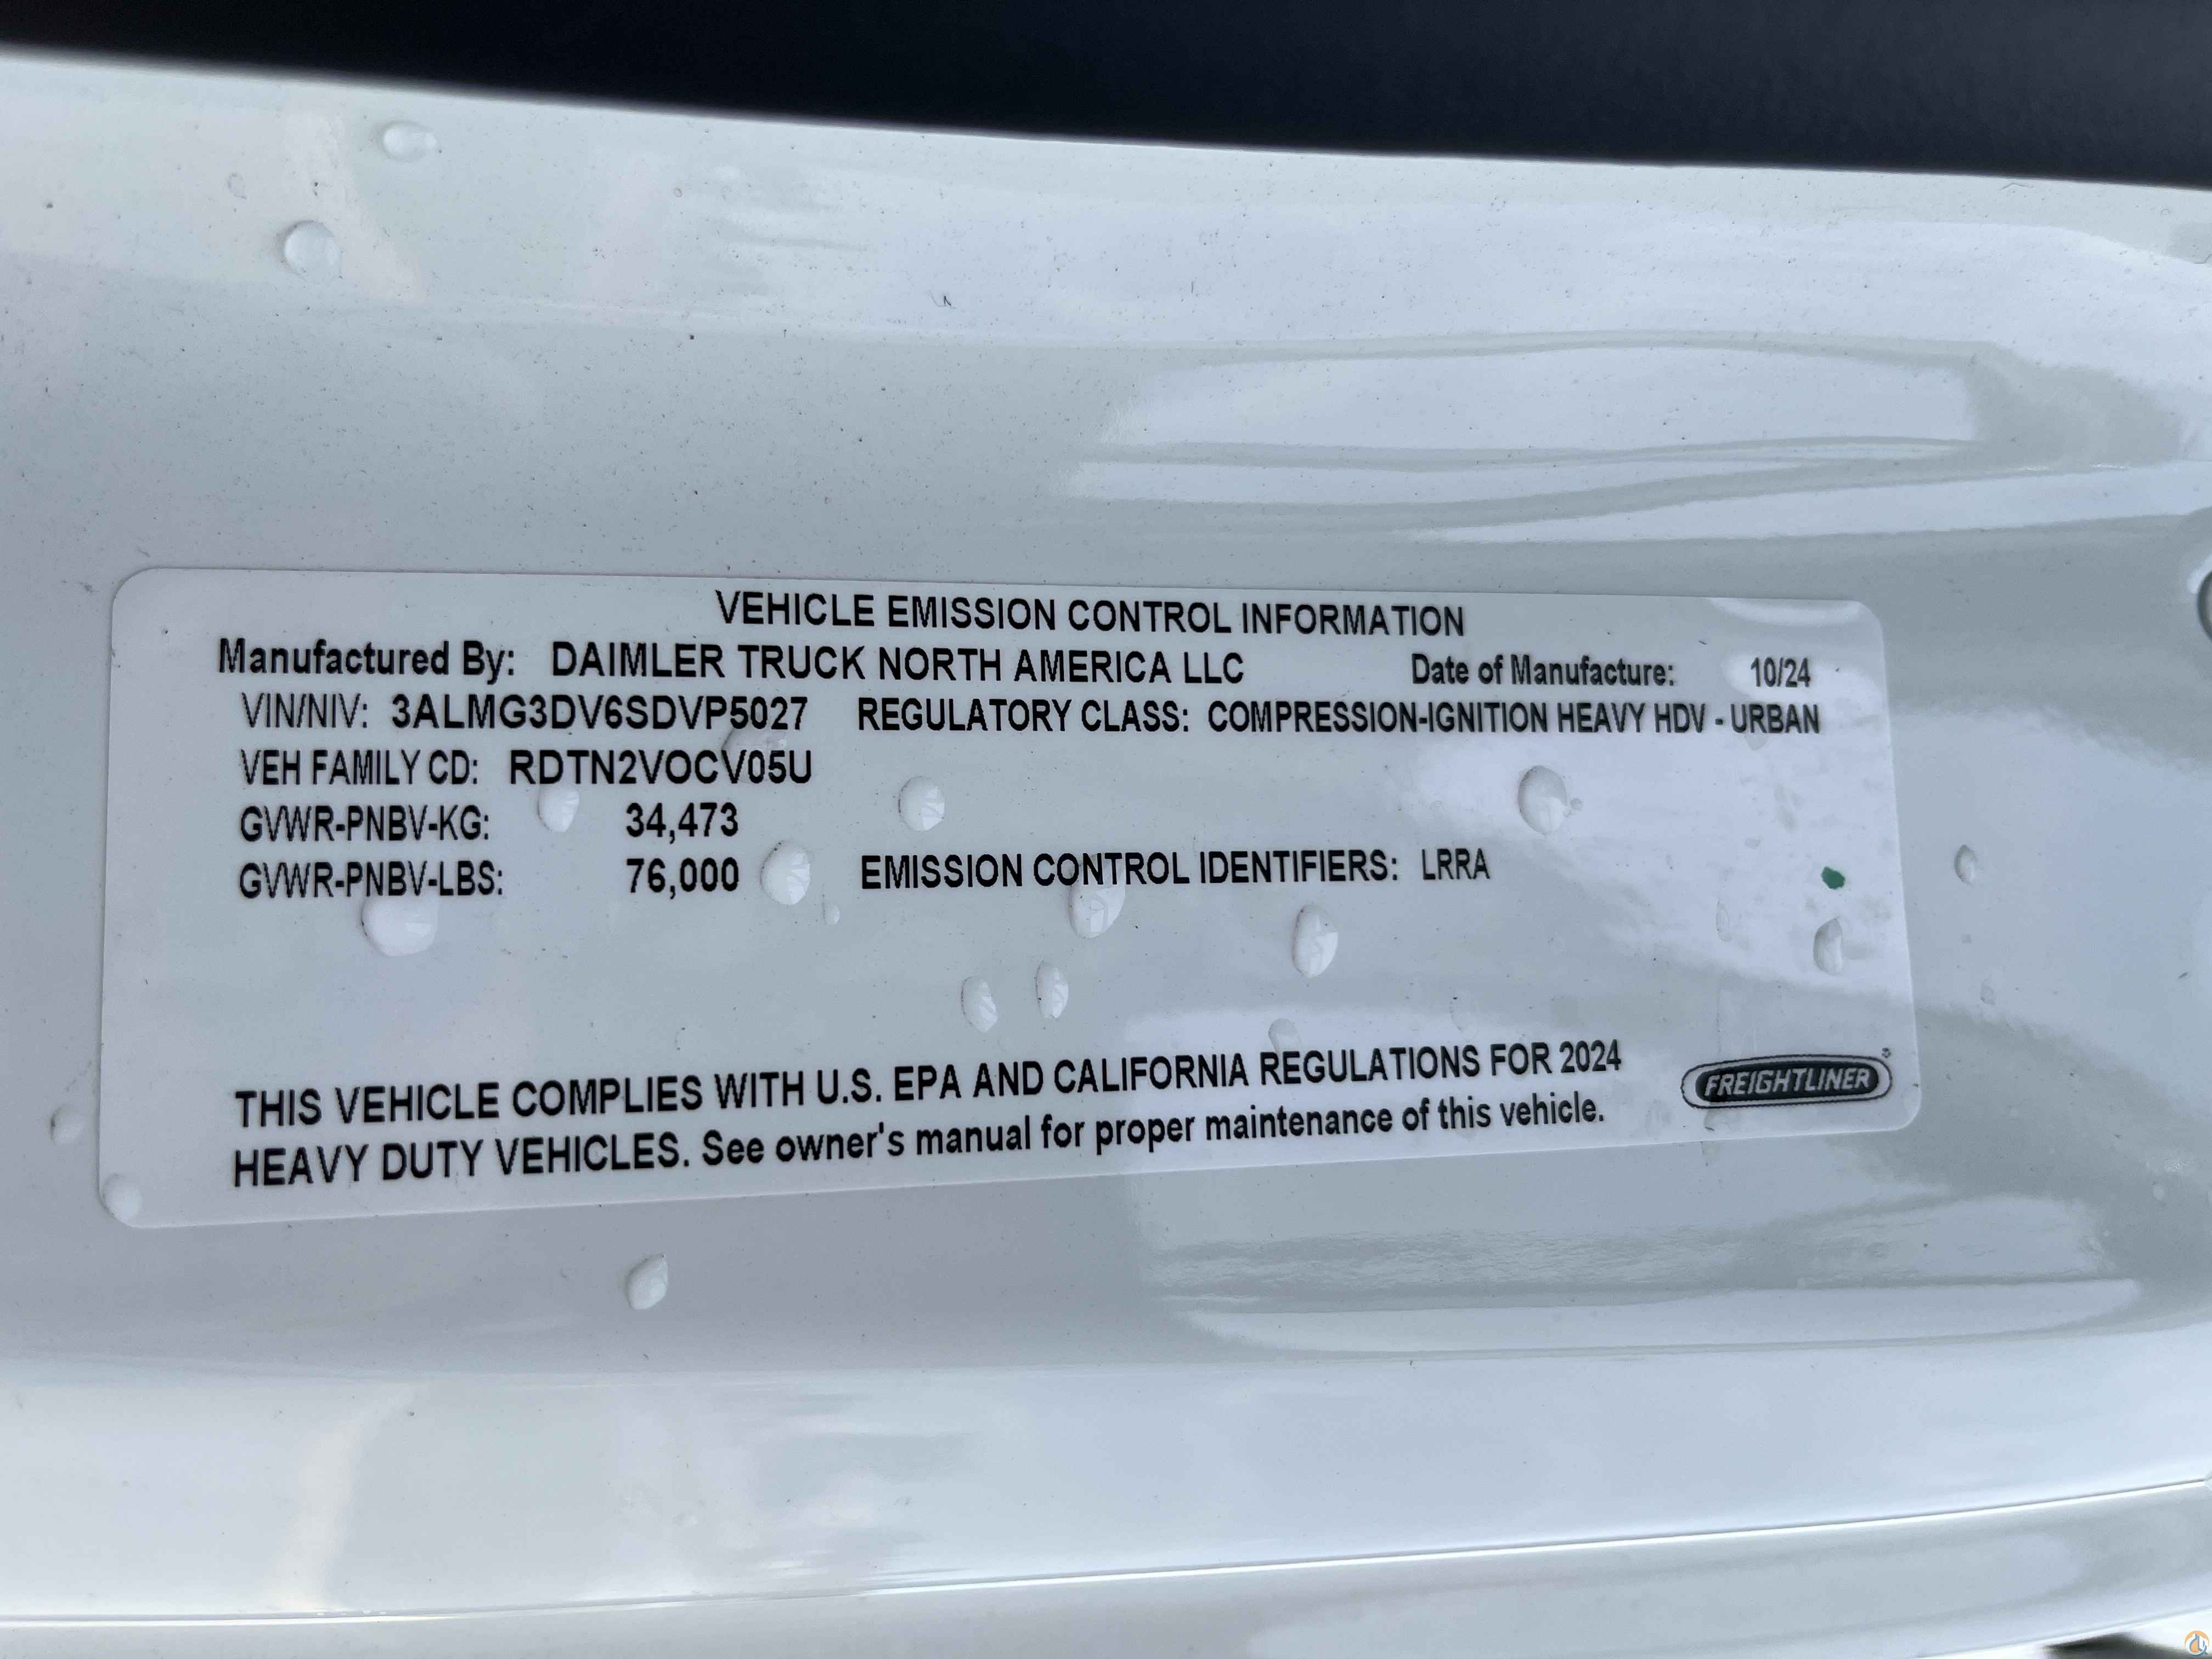 VEHICLE EMISSION CONTROL INFORMATION
Manufactured By: DAIMLER TRUCK NORTH AMERICA LLC Date of Manufacture: 10/24
VIN/NIV: 3ALMG3DV6SDVP5027 REGULATORY CLASS: COMPRESSION-IGNITION HEAVY HDV - URBAN
VEH FAMILY CD: RDTN2VOCV05U
GVWR-PNBV-KG: 34,473
GVWR-PNBV-LBS: 76,000 EMISSION CONTROL IDENTIFIERS: LRRA
THIS VEHICLE COMPLIES WITH U.S. EPA AND CALIFORNIA REGULATIONS FOR 2024
HEAVY DUTY VEHICLES. See owner's manual for proper maintenance of this vehicle.
FREIGHTLINER